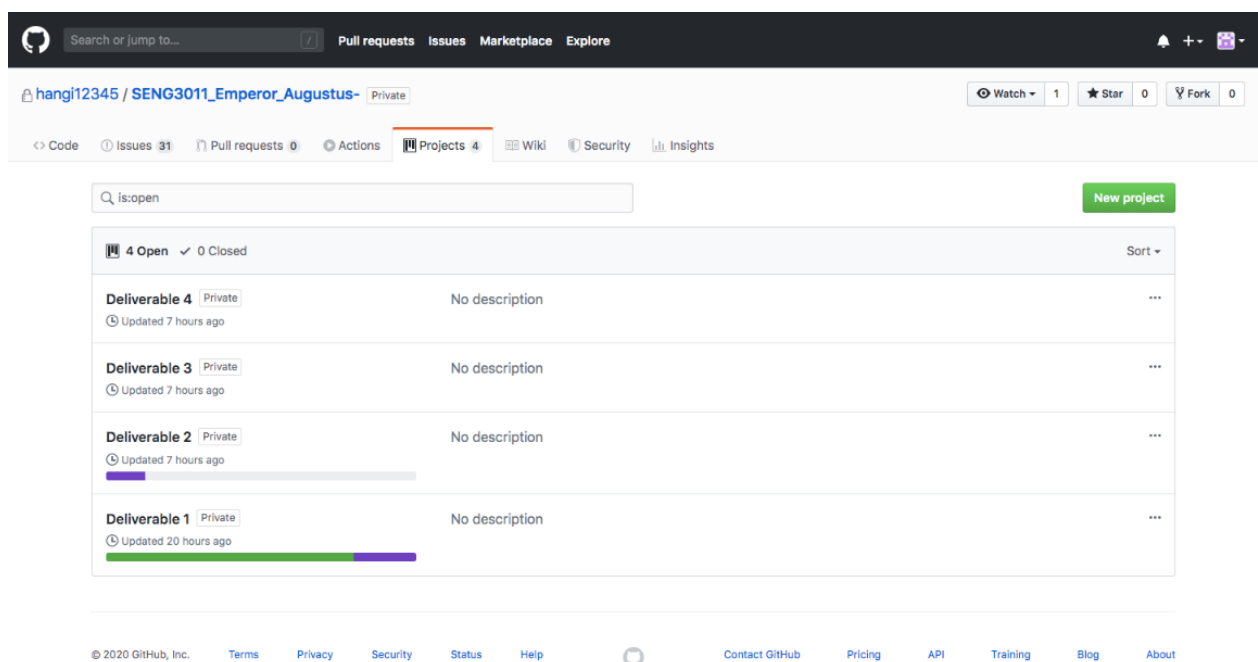 Search or jump to... /
Pull requests Issues Marketplace Explore
hangi12345 / SENG3011_Emperor_Augustus- Private
Watch 1 Star 0 Fork 0
Code Issues 31 Pull requests 0 Actions Projects 4 Wiki Security Insights
is:open
New project
4 Open 0 Closed
Sort
Deliverable 4 Private
No description
Updated 7 hours ago
Deliverable 3 Private
No description
Updated 7 hours ago
Deliverable 2 Private
No description
Updated 7 hours ago
Deliverable 1 Private
No description
Updated 20 hours ago
© 2020 GitHub, Inc. Terms Privacy Security Status Help Contact GitHub Pricing API Training Blog About